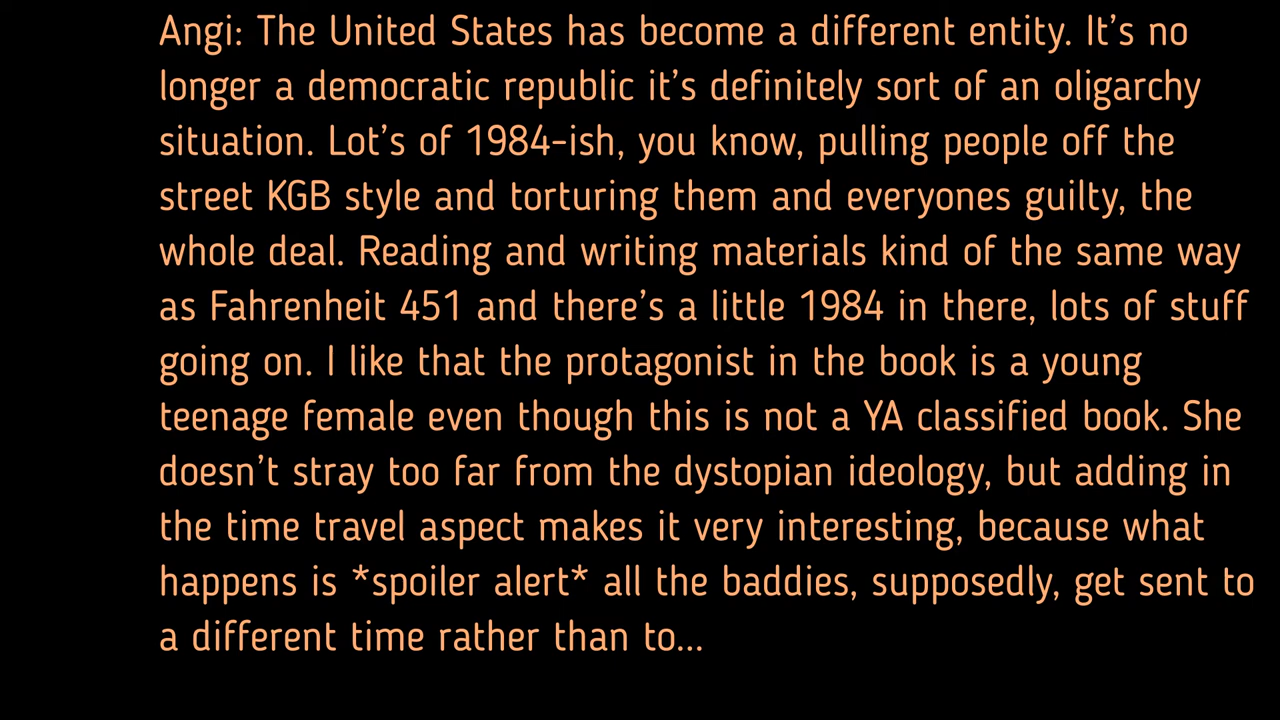 Angi: The United States has become a different entity. It’s no
longer a democratic republic it’s definitely sort of an oligarchy
situation. Lot’s of 1984-ish, you know, pulling people off the
street KGB style and torturing them and everyones guilty, the
whole deal. Reading and writing materials kind of the same way
as Fahrenheit 451 and there’s a little 1984 in there, lots of stuff
going on. I like that the protagonist in the book is a young
teenage female even though this is not a YA classified book. She
doesn’t stray too far from the dystopian ideology, but adding in
the time travel aspect makes it very interesting, because what
happens is *spoiler alert* all the baddies, supposedly, get sent to
a different time rather than to...